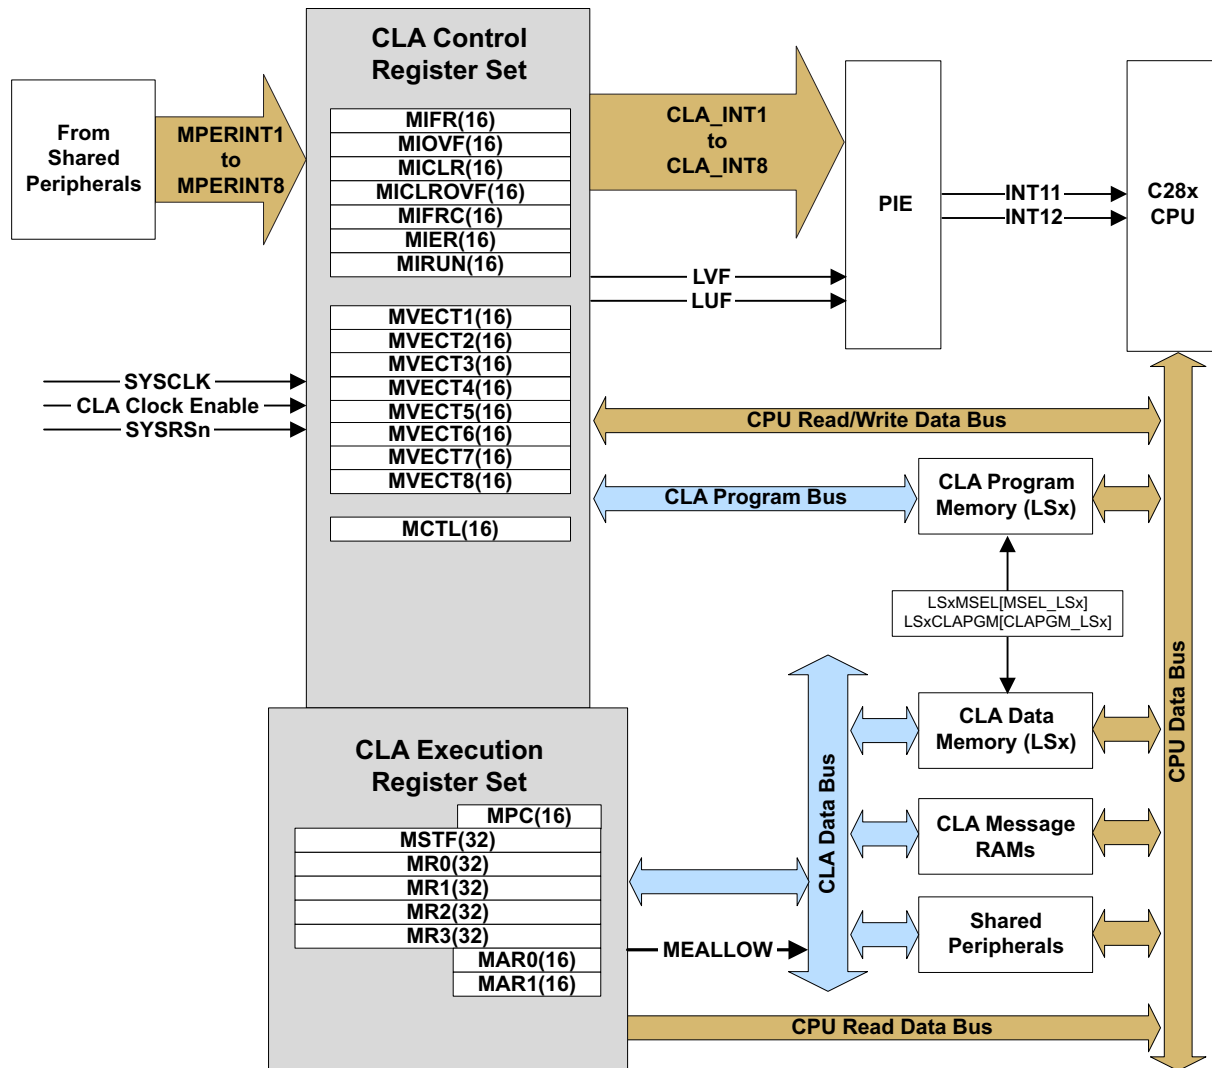 CLA Control
Register Set
From
Shared
Peripherals
MPERINT1
to
MPERINT8
MIFR(16)
MIOVF(16)
MICLR(16)
MICLROVF(16)
MIFRC(16)
MIER(16)
MIRUN(16)
CLA_INT1
to
CLA_INT8
LVF
LUF
PIE
INT11
INT12
C28x
CPU
MVECT1(16)
MVECT2(16)
MVECT3(16)
MVECT4(16)
MVECT5(16)
MVECT6(16)
MVECT7(16)
MVECT8(16)
SYSCLK
CLA Clock Enable
SYSRSn
MCTL(16)
CPU Read/Write Data Bus
CLA Program Bus
CLA Program
Memory (LSx)
LSxMSEL[MSEL_LSx]
LSxCLAPGM[CLAPGM_LSx]
CPU Data Bus
CLA Data Bus
CLA Data
Memory (LSx)
CLA Message
RAMs
Shared
Peripherals
CLA Execution
Register Set
MPC(16)
MSTF(32)
MR0(32)
MR1(32)
MR2(32)
MR3(32)
MAR0(16)
MAR1(16)
MEALLOW
CPU Read Data Bus